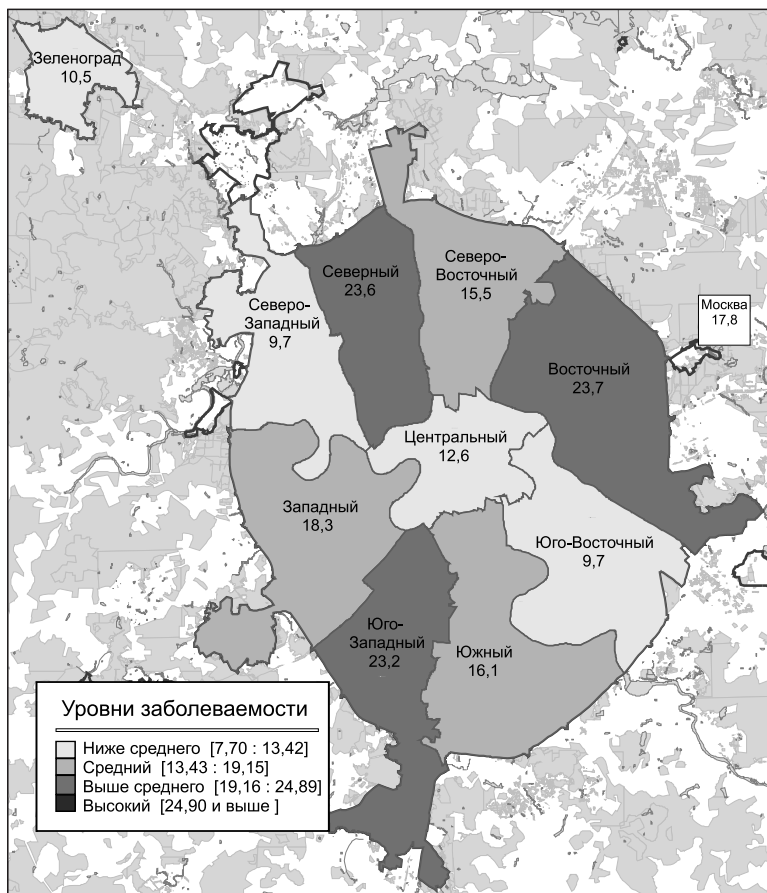 Зеленоград
10,5
Северный
23,6
Северо-
Восточный
15,5
Северо-
Западный
9,7
Москва
17,8
Восточный
23,7
Центральный
12,6
Западный
18,3
Юго-Восточный
9,7
Юго-
Западный
23,2
Южный
16,1
Уровни заболеваемости
Ниже среднего [7,70 : 13,42]
Средний [13,43 : 19,15]
Выше среднего [19,16 : 24,89]
Высокий [24,90 и выше ]